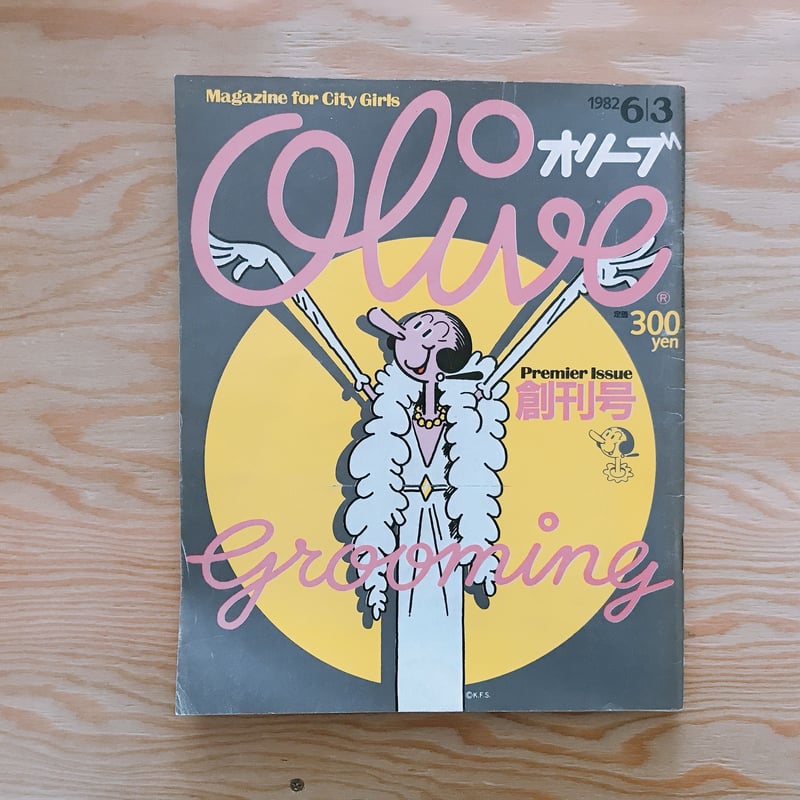 Magazine for City Girls
1982 6|3
Olive
オリーブ
®
定価 300
yen
Premier Issue
創刊号
Grooming
©K.F.S.